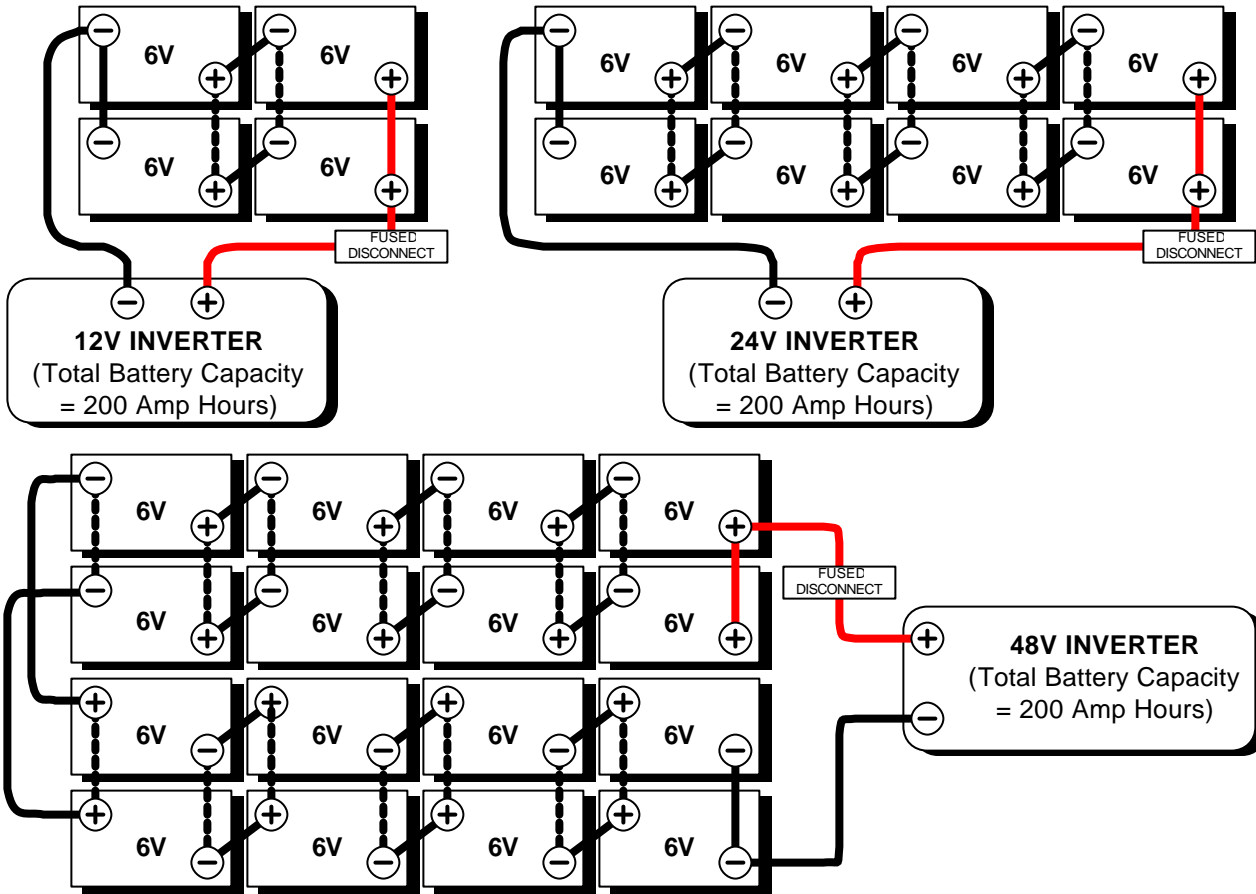 6V 6V
6V 6V
FUSED
DISCONNECT
12V INVERTER
(Total Battery Capacity
= 200 Amp Hours)
6V 6V 6V 6V
6V 6V 6V 6V
FUSED
DISCONNECT
24V INVERTER
(Total Battery Capacity
= 200 Amp Hours)
6V 6V 6V 6V
6V 6V 6V 6V
6V 6V 6V 6V
6V 6V 6V 6V
FUSED
DISCONNECT
48V INVERTER
(Total Battery Capacity
= 200 Amp Hours)